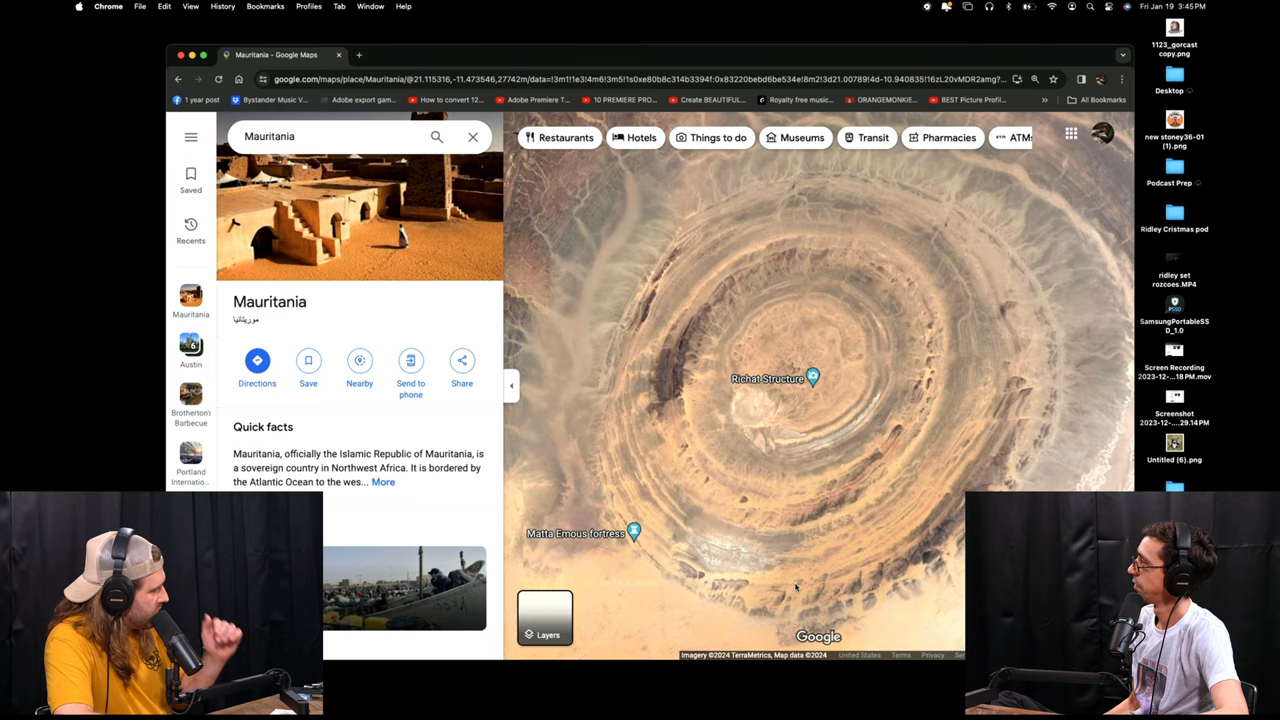 Chrome File Edit View History Bookmarks Profiles Tab Window Help
Fri Jan 19 3:45 PM
Mauritania - Google Maps
google.com/maps/place/Mauritania/@21.115316,-11.473546,27742m/data=!3m1!1e3!4m6!3m5!1s0xe80b8c314b3394f:0x83220bebd6be534e!8m2!3d21.00789!4d-10.940835!16zL20vMDR2amg?...
1 year post
Bystander Music V...
Adobe export gam...
How to convert 12...
Adobe Premiere T...
10 PREMIERE PRO...
Create BEAUTIFUL...
Royalty free music...
ORANGEMONKIE...
BEST Picture Profil...
All Bookmarks
Mauritania
Restaurants
Hotels
Things to do
Museums
Transit
Pharmacies
ATMs
Saved
Recents
Mauritania
6
Austin
Brotherton's
Barbecue
Portland
Internatio...
Mauritania
موريتانيا
Directions
Save
Nearby
Send to
phone
Share
Quick facts
Mauritania, officially the Islamic Republic of Mauritania, is
a sovereign country in Northwest Africa. It is bordered by
the Atlantic Ocean to the wes... More
Richat Structure
Matta Emous fortress
Layers
Google
Imagery ©2024 TerraMetrics, Map data ©2024 United States Terms Privacy
1123_gorcast
copy.png
Desktop
new stoney36-01
(1).png
Podcast Prep
Ridley Cristmas pod
ridley set
rozcoes.MP4
PSSD
SamsungPortableSS
D_1.0
Screen Recording
2023-12-...18 PM.mov
Screenshot
2023-12-....29.14 PM
Untitled (6).png